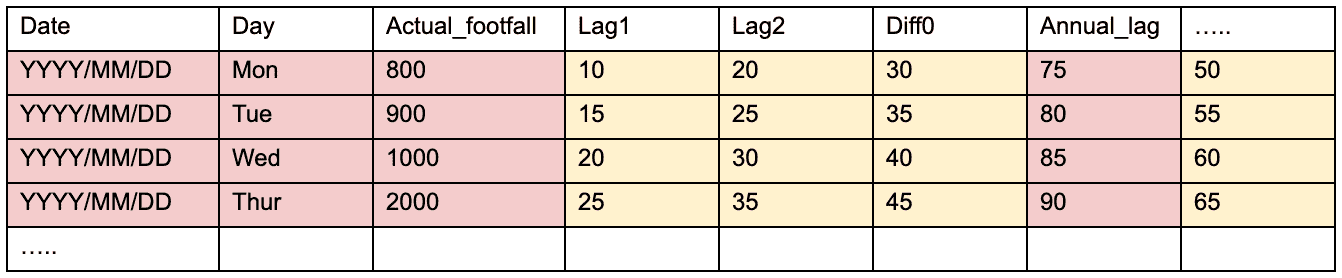 Date Day Actual_footfall Lag1 Lag2 Diff0 Annual_lag …..
YYYY/MM/DD Mon 800 10 20 30 75 50
YYYY/MM/DD Tue 900 15 25 35 80 55
YYYY/MM/DD Wed 1000 20 30 40 85 60
YYYY/MM/DD Thur 2000 25 35 45 90 65
…..